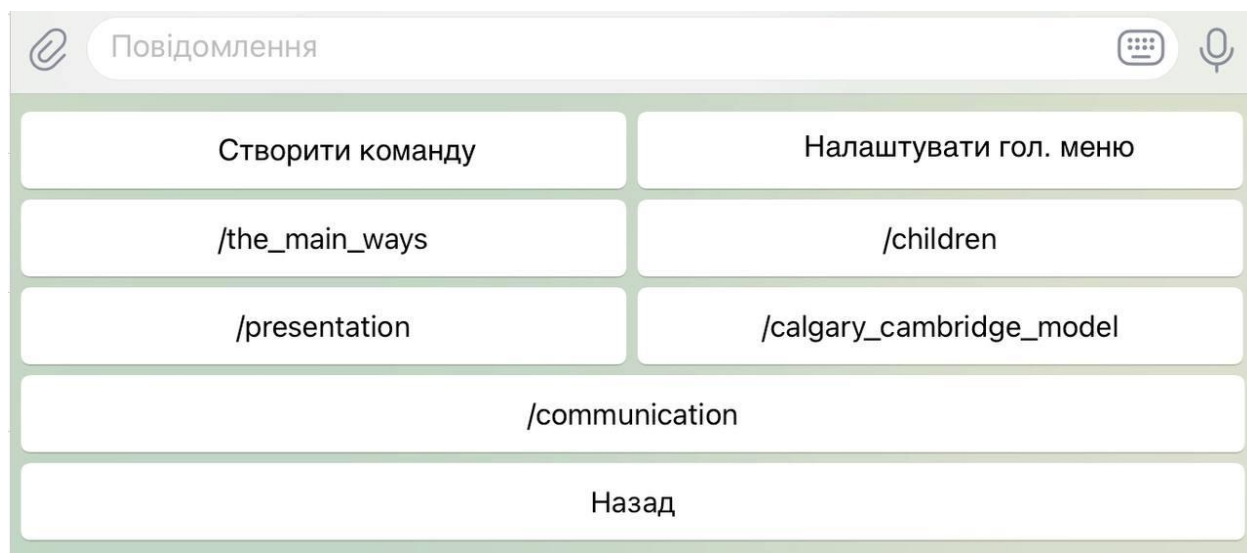 Повідомлення
Створити команду
Налаштувати гол. меню
/the_main_ways
/children
/presentation
/calgary_cambridge_model
/communication
Назад